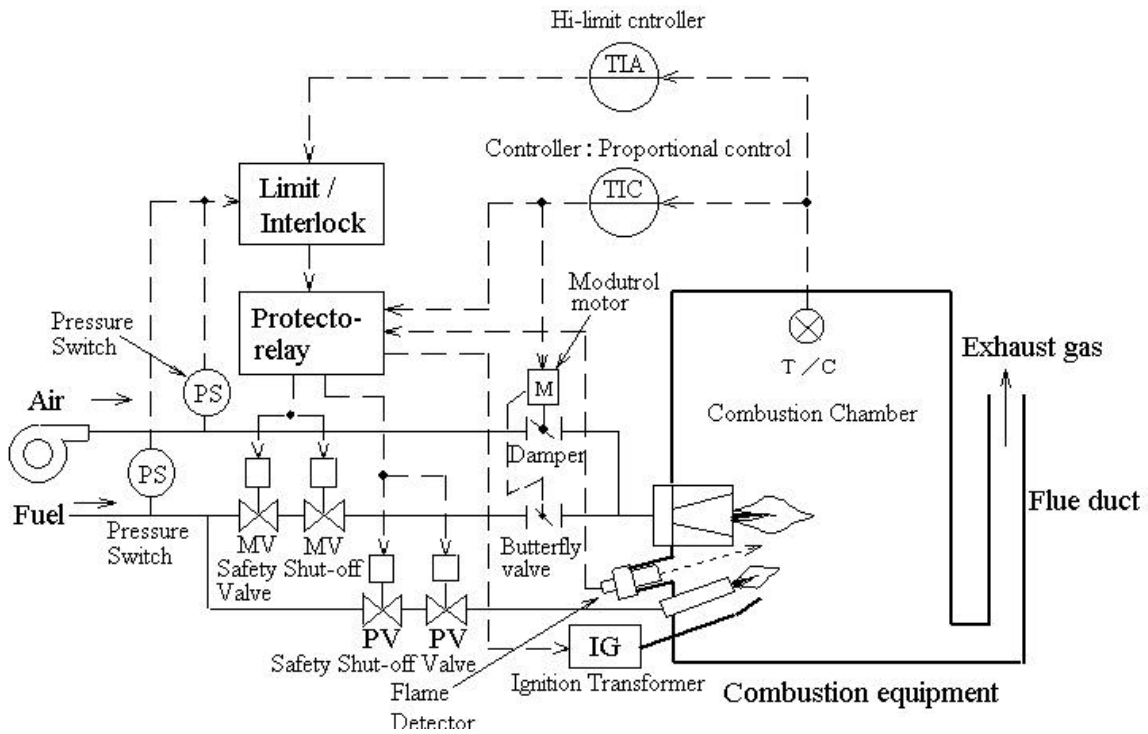 Hi-limit cntroller
TIA
Controller : Proportional control
TIC
Limit /
Interlock
Modutrol
motor
Protecto-
relay
Pressure
Switch
PS
M
T / C
Exhaust gas
Air
Combustion Chamber
Damper
PS
Fuel
Flue duct
Pressure
Switch
MV
MV
Safety Shut-off
Valve
Butterfly
valve
PV
PV
Safety Shut-off Valve
IG
Ignition Transformer
Flame
Detector
Combustion equipment